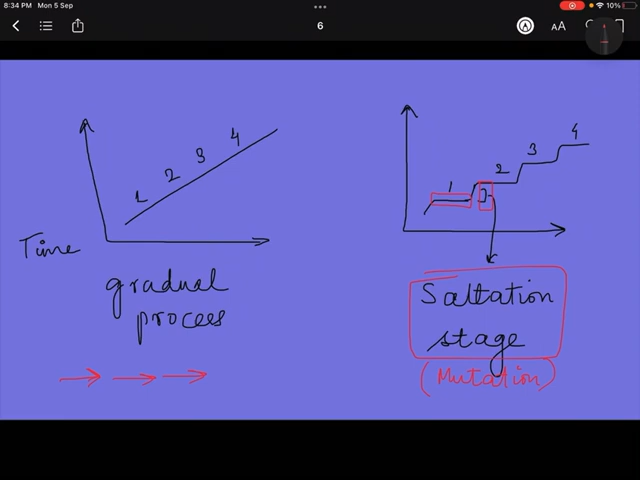 8:34 PM Mon 5 Sep
10%
6
AA
1 2 3 4
1 2 3 4
Time
gradual
process
Saltation
stage
(Mutation)